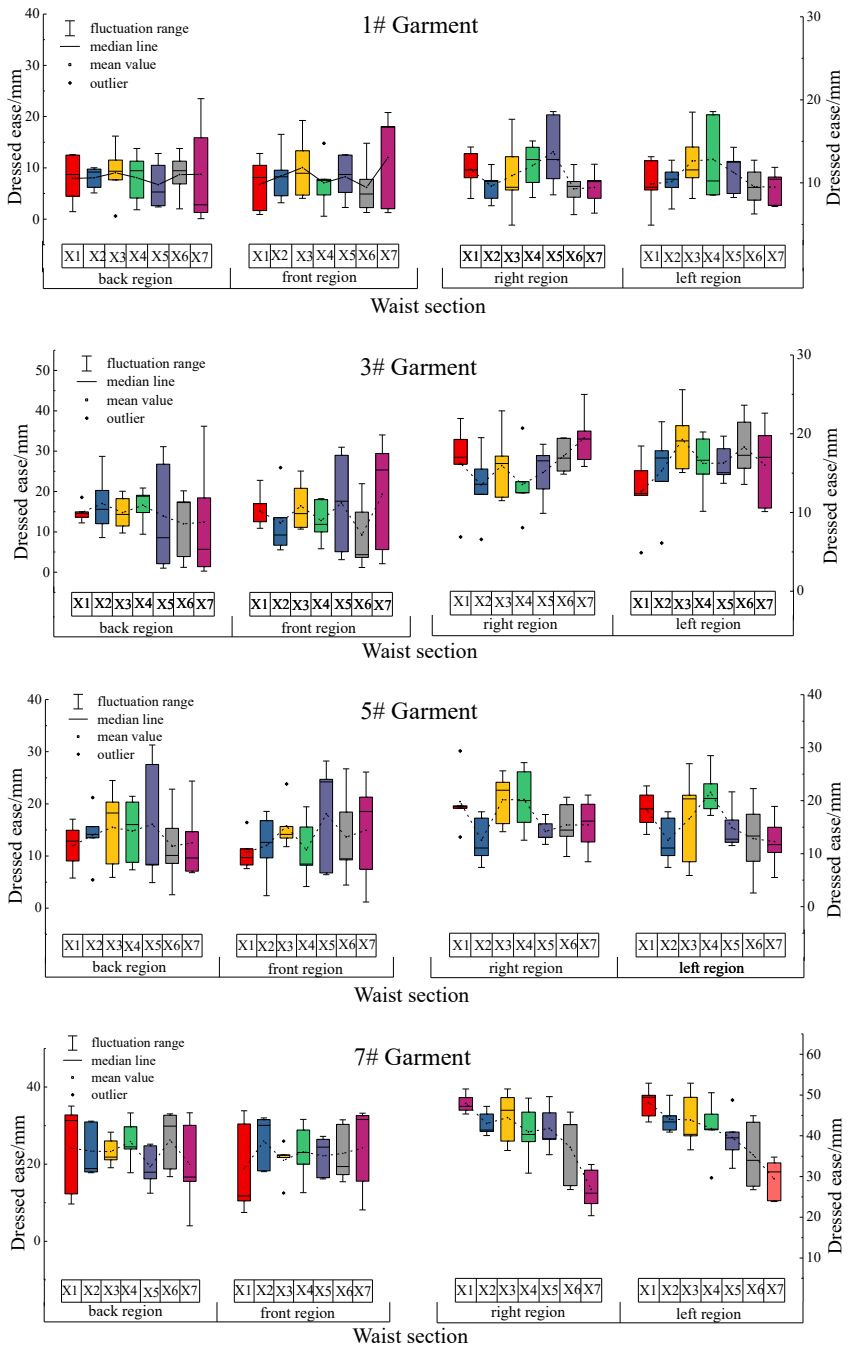 1# Garment
fluctuation range
median line
mean value
outlier
Dressed ease/mm
40
30
20
10
0
Dressed ease/mm
30
20
10
X1 X2 X3 X4 X5 X6 X7 X1 X2 X3 X4 X5 X6 X7 X1 X2 X3 X4 X5 X6 X7 X1 X2 X3 X4 X5 X6 X7
back region front region right region left region
Waist section
3# Garment
fluctuation range
median line
mean value
outlier
Dressed ease/mm
50
40
30
20
10
0
Dressed ease/mm
30
20
10
0
X1 X2 X3 X4 X5 X6 X7 X1 X2 X3 X4 X5 X6 X7 X1 X2 X3 X4 X5 X6 X7 X1 X2 X3 X4 X5 X6 X7
back region front region right region left region
Waist section
5# Garment
fluctuation range
median line
mean value
outlier
Dressed ease/mm
40
30
20
10
0
Dressed ease/mm
40
30
20
10
0
X1 X2 X3 X4 X5 X6 X7 X1 X2 X3 X4 X5 X6 X7 X1 X2 X3 X4 X5 X6 X7 X1 X2 X3 X4 X5 X6 X7
back region front region right region left region
Waist section
7# Garment
fluctuation range
median line
mean value
outlier
Dressed ease/mm
40
20
0
Dressed ease/mm
60
50
40
30
20
10
X1 X2 X3 X4 X5 X6 X7 X1 X2 X3 X4 X5 X6 X7 X1 X2 X3 X4 X5 X6 X7 X1 X2 X3 X4 X5 X6 X7
back region front region right region left region
Waist section